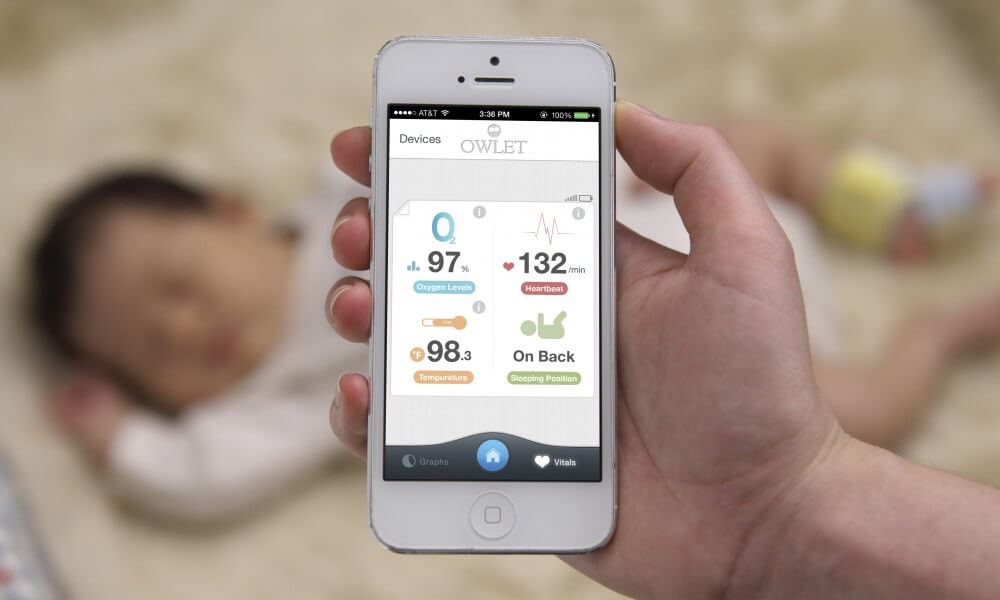 AT&T 3:36 PM 100%
Devices OWLET
O2
97 %
Oxygen Levels
132 /min
Heartbeat
°F 98.3
Tempurature
On Back
Sleeping Position
Graphs Vitals